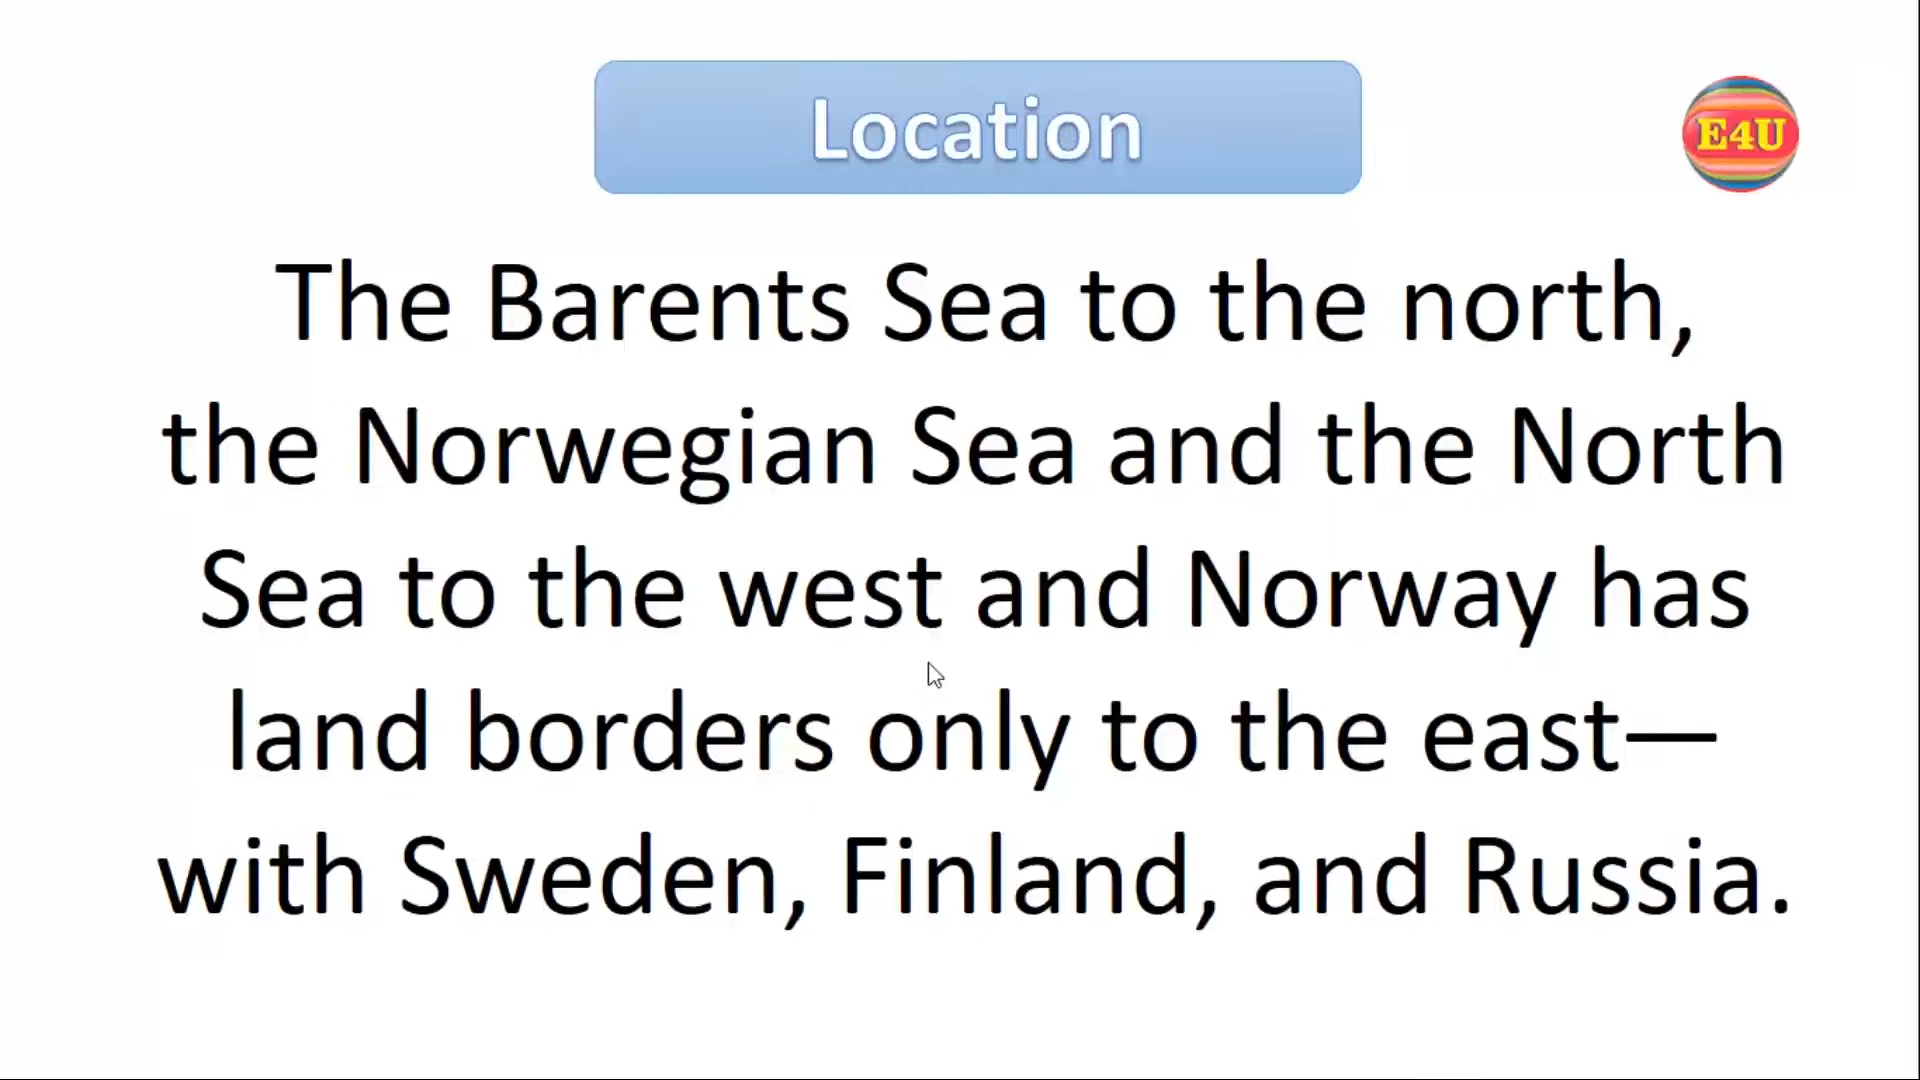 Location
E4U
The Barents Sea to the north,
the Norwegian Sea and the North
Sea to the west and Norway has
land borders only to the east—
with Sweden, Finland, and Russia.